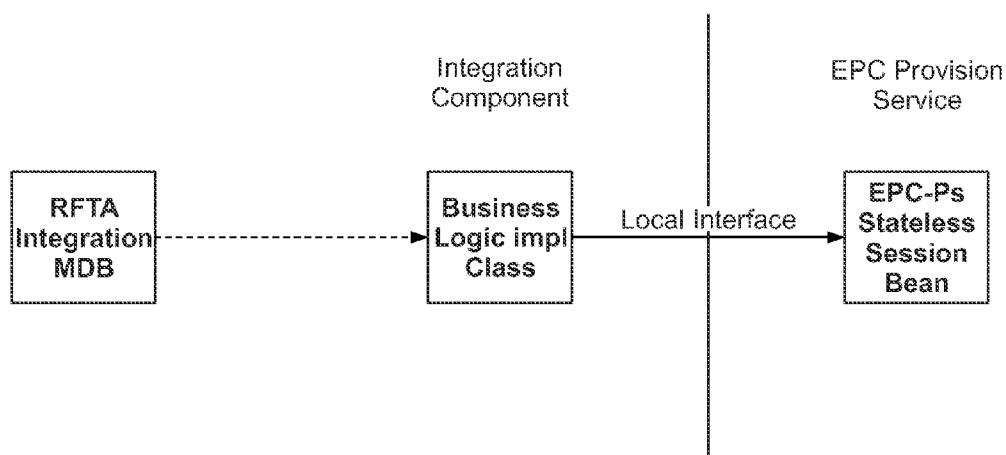 Integration
Component
EPC Provision
Service
RFTA
Integration
MDB
Business
Logic impl
Class
Local Interface
EPC-Ps
Stateless
Session
Bean